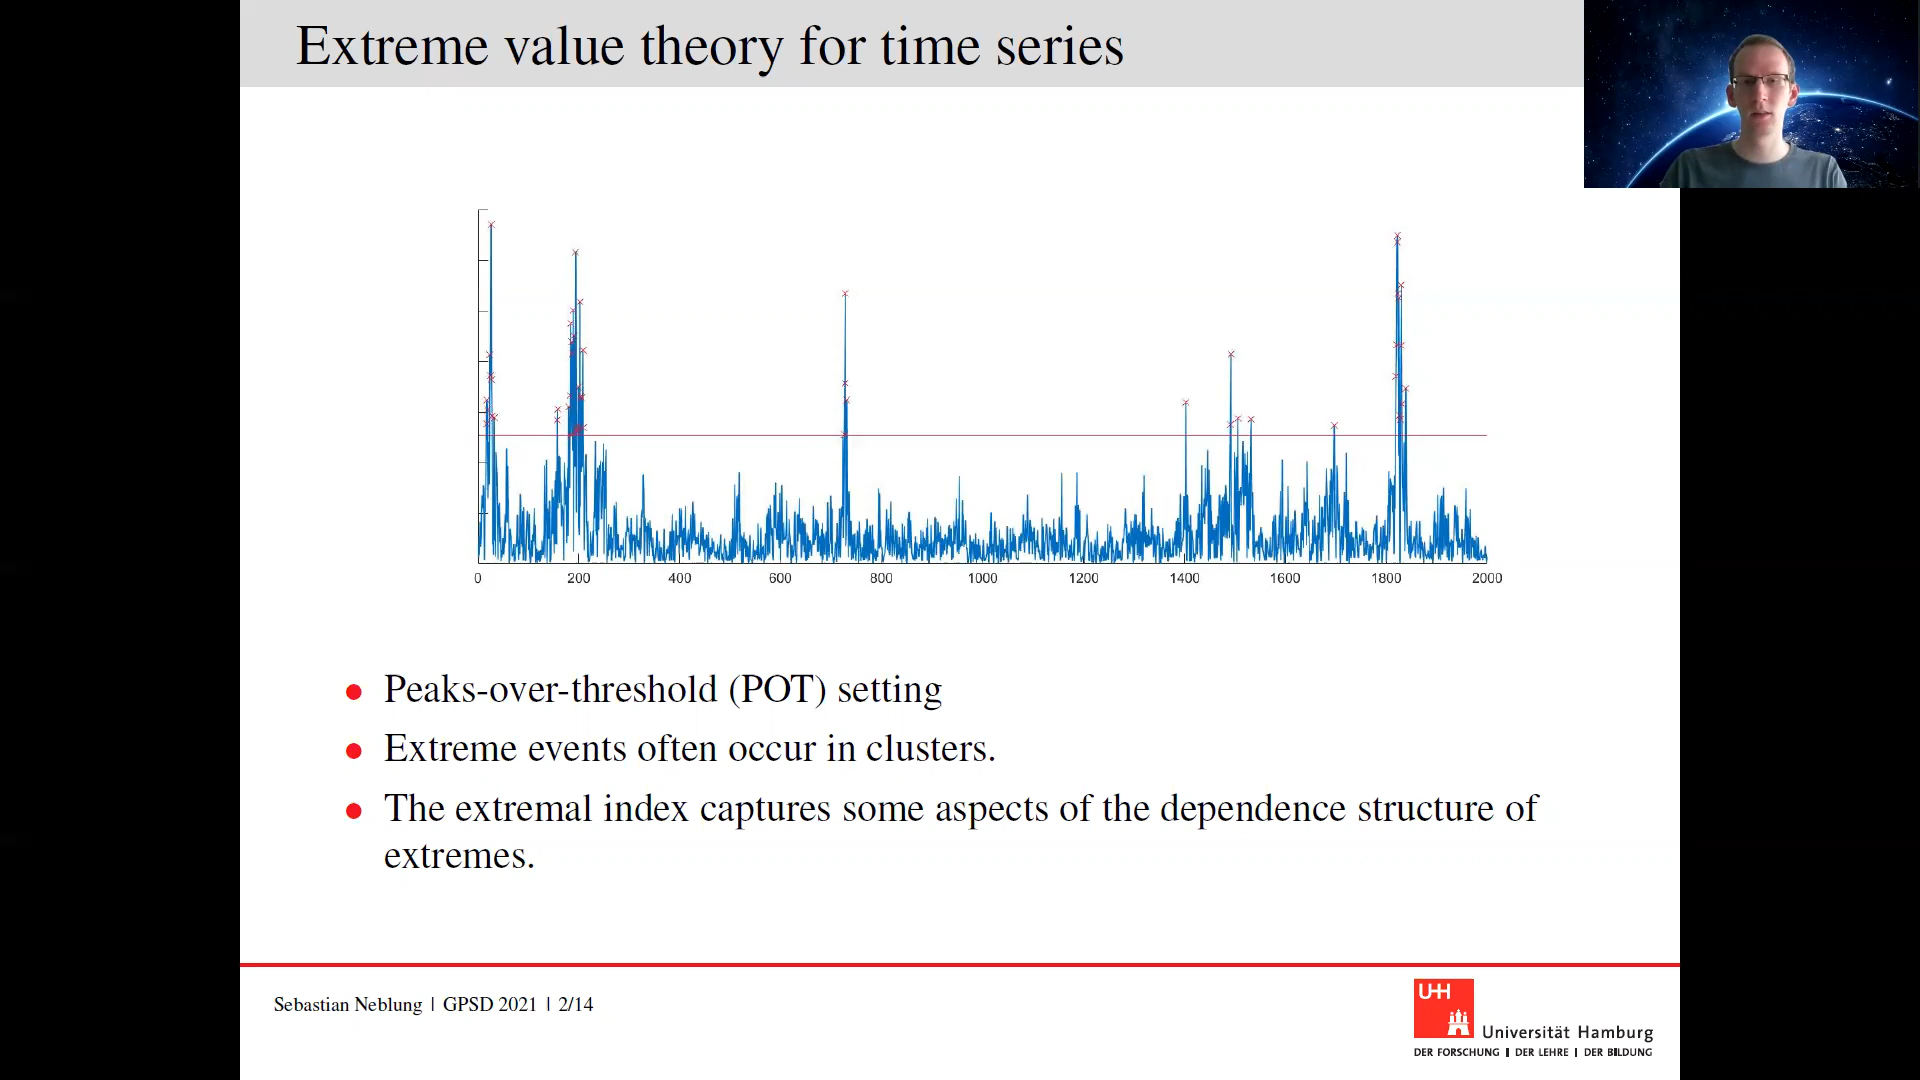 Extreme value theory for time series
0 200 400 600 800 1000 1200 1400 1600 1800 2000
Peaks-over-threshold (POT) setting
Extreme events often occur in clusters.
The extremal index captures some aspects of the dependence structure of
extremes.
Sebastian Neblung | GPSD 2021 | 2/14
UHH
Universität Hamburg
DER FORSCHUNG | DER LEHRE | DER BILDUNG